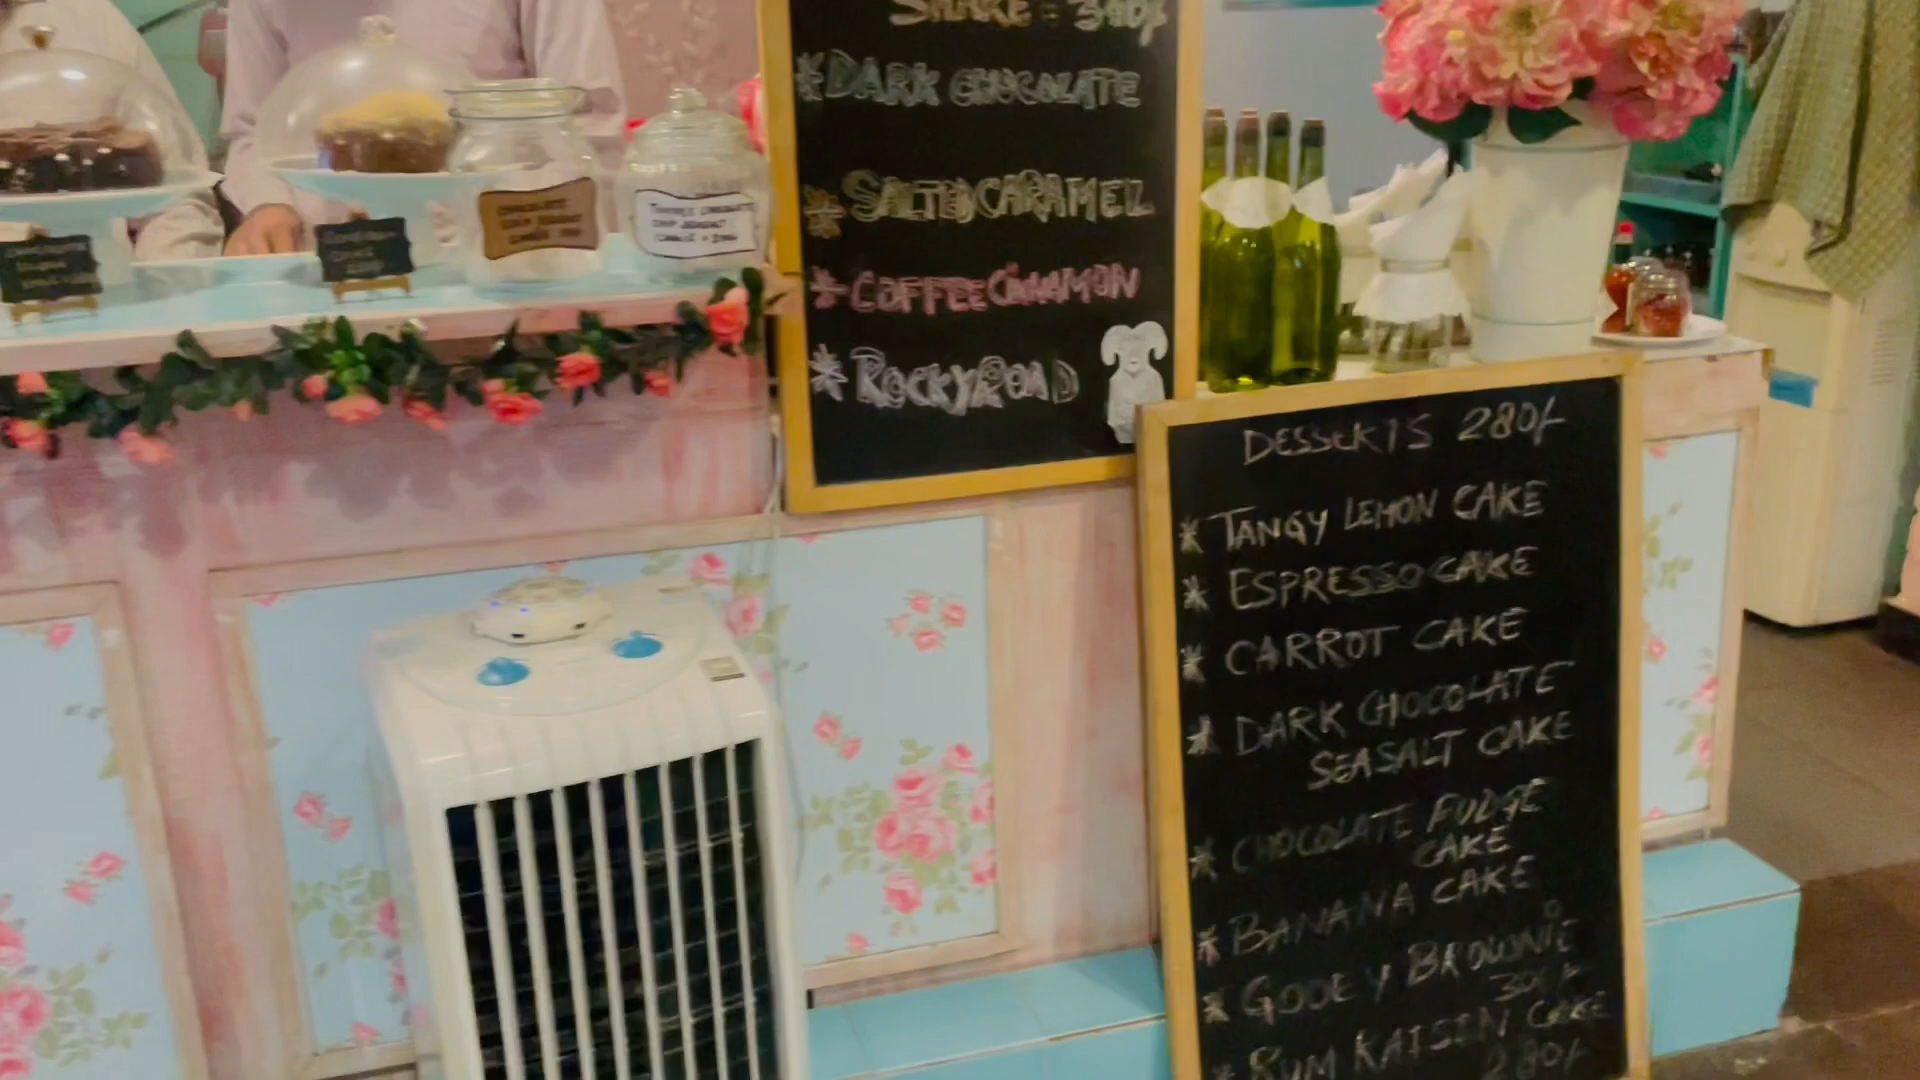 SHAKE = 340/-
* DARK CHOCOLATE
* SALTED CARAMEL
* COFFEE CINNAMON
* ROCKY ROAD
DESSERTS 280/-
* TANGY LEMON CAKE
* ESPRESSO CAKE
* CARROT CAKE
* DARK CHOCOLATE
SEASALT CAKE
* CHOCOLATE FUDGE
CAKE
* BANANA CAKE
* GOOEY BROWNIE
* RUM RAISIN CAKE
280/-
CHOCOLATE